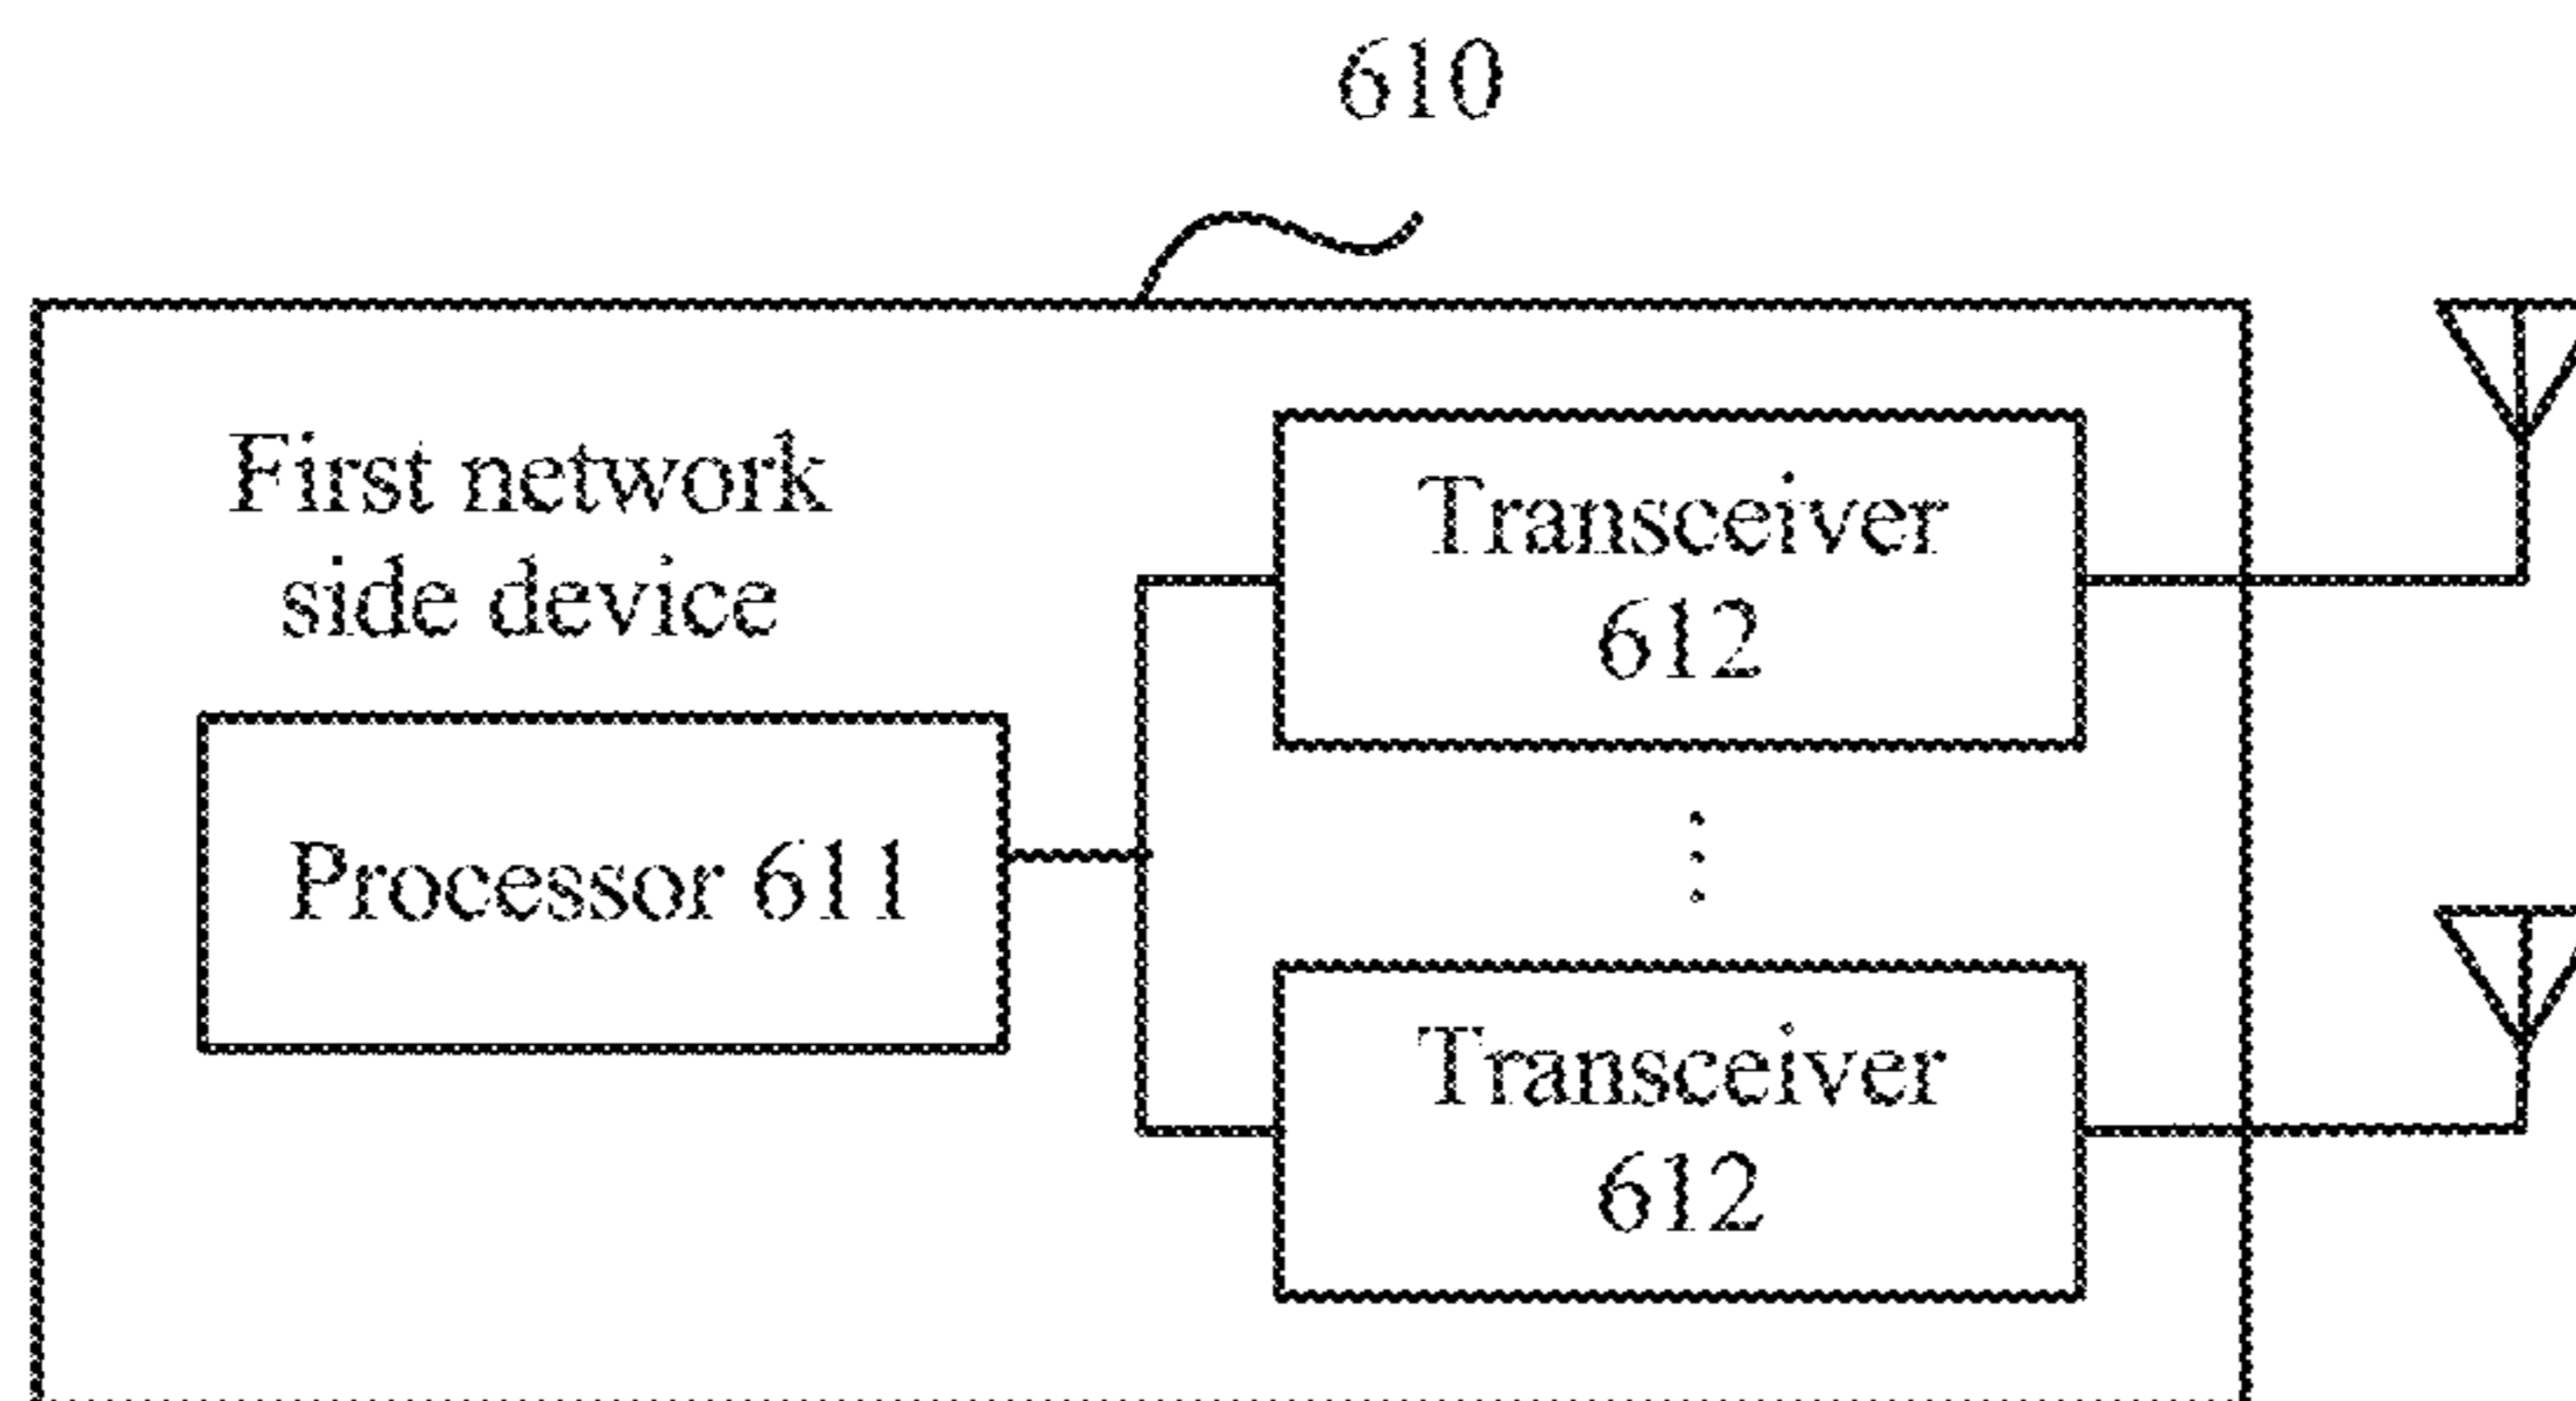 610
First network
side device
Processor 611
Transceiver
612
Transceiver
612